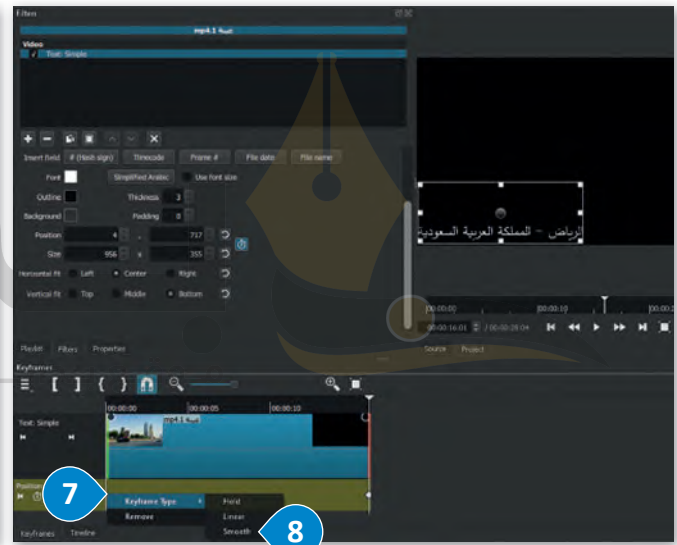 Filters
mp4.1 قصة
Video
Text: Simple
Insert field # (Hash sign) Timecode Frame # File date File name
Font Simplified Arabic Use font size
Outline Thickness 3
Background Padding 0
Position 4 , 717
Size 956 x 355
Horizontal fit Left Center Right
Vertical fit Top Middle Bottom
الرياض – المملكة العربية السعودية
00:00:00 00:00:10
00:00:16:01 / 00:00:28:04
Playlist Filters Properties
Source Project
Keyframes
00:00:00 00:00:05 00:00:10
Text: Simple
mp4.1 قصة
Position
7
Keyframe Type Hold
Remove Linear
Smooth
8
Keyframes Timeline